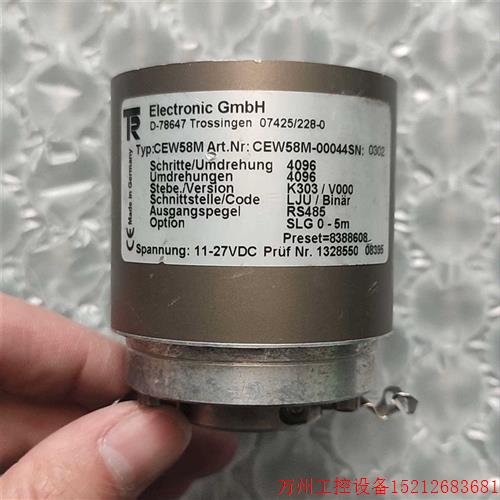 TR Electronic GmbH
D-78647 Trossingen 07425/228-0
Typ:CEW58M Art.Nr: CEW58M-00044SN: 0302
Schritte/Umdrehung 4096
Umdrehungen 4096
Stebe./Version K303 / V000
Schnittstelle/Code LJU / Binär
Ausgangspegel RS485
Option SLG 0 - 5m
Preset=8388608
Spannung: 11-27VDC Prüf Nr. 1328550 08395
CE Made in Germany
万州工控设备15212683681